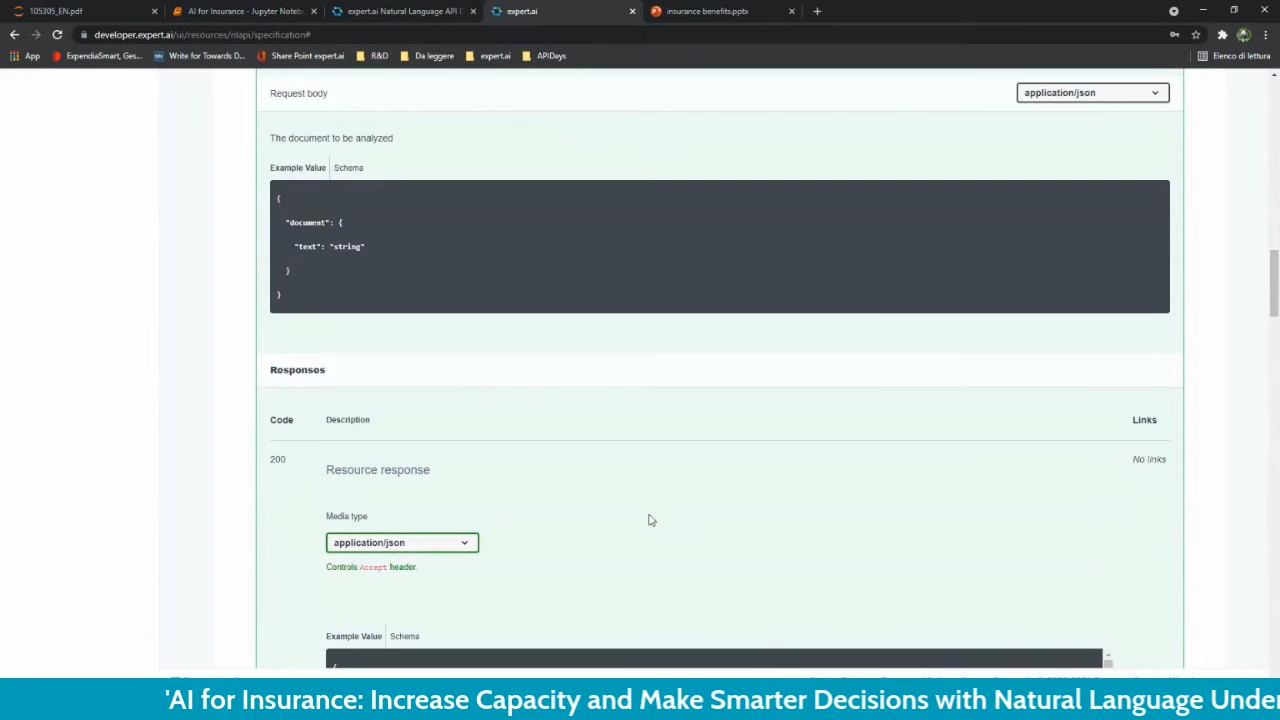 105305_EN.pdf
AI for Insurance - Jupyter Noteb
expert.ai Natural Language API D
expert.ai
insurance benefits.pptx
developer.expert.ai/ui/resources/nlapi/specification#
App
ExpendiaSmart, Ges...
Write for Towards D...
Share Point expert.ai
R&D
Da leggere
expert.ai
APIDays
Elenco di lettura
Request body
application/json
The document to be analyzed
Example Value
Schema
{
"document": {
"text": "string"
}
}
Responses
Code
Description
Links
200
Resource response
No links
Media type
application/json
Controls Accept header.
Example Value
Schema
{
'AI for Insurance: Increase Capacity and Make Smarter Decisions with Natural Language Unde